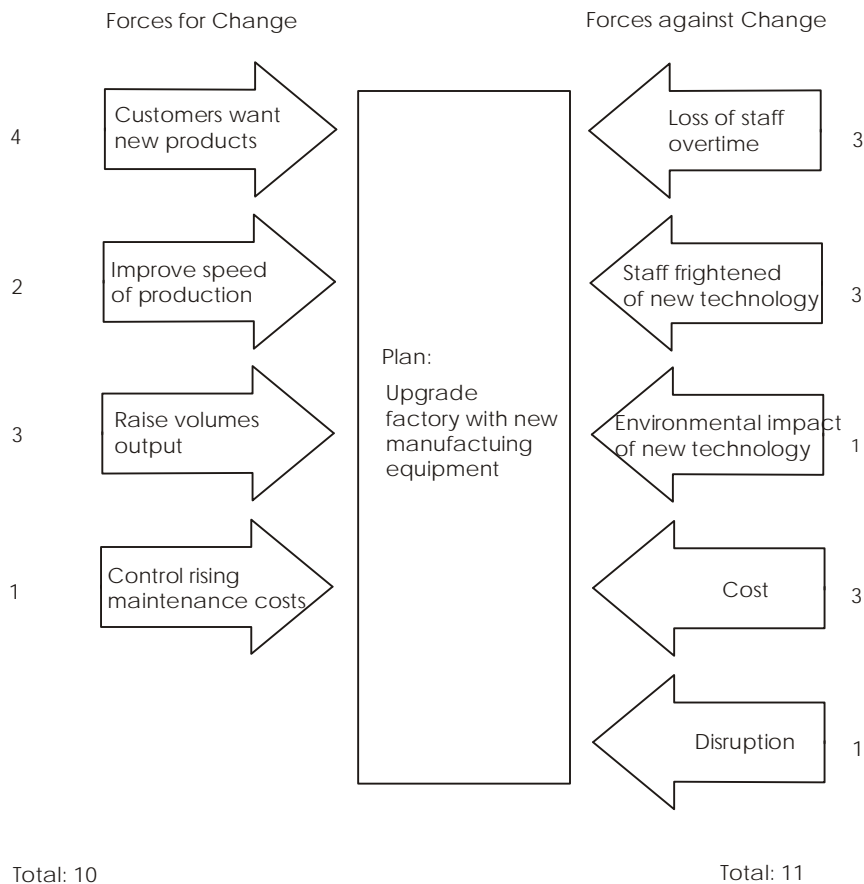 Forces for Change
Forces against Change
4
Customers want
new products
Loss of staff
overtime
3
2
Improve speed
of production
Staff frightened
of new technology
3
Plan:
Upgrade
factory with new
manufactuing
equipment
3
Raise volumes
output
Environmental impact
of new technology
1
1
Control rising
maintenance costs
Cost
3
Disruption
1
Total: 10
Total: 11